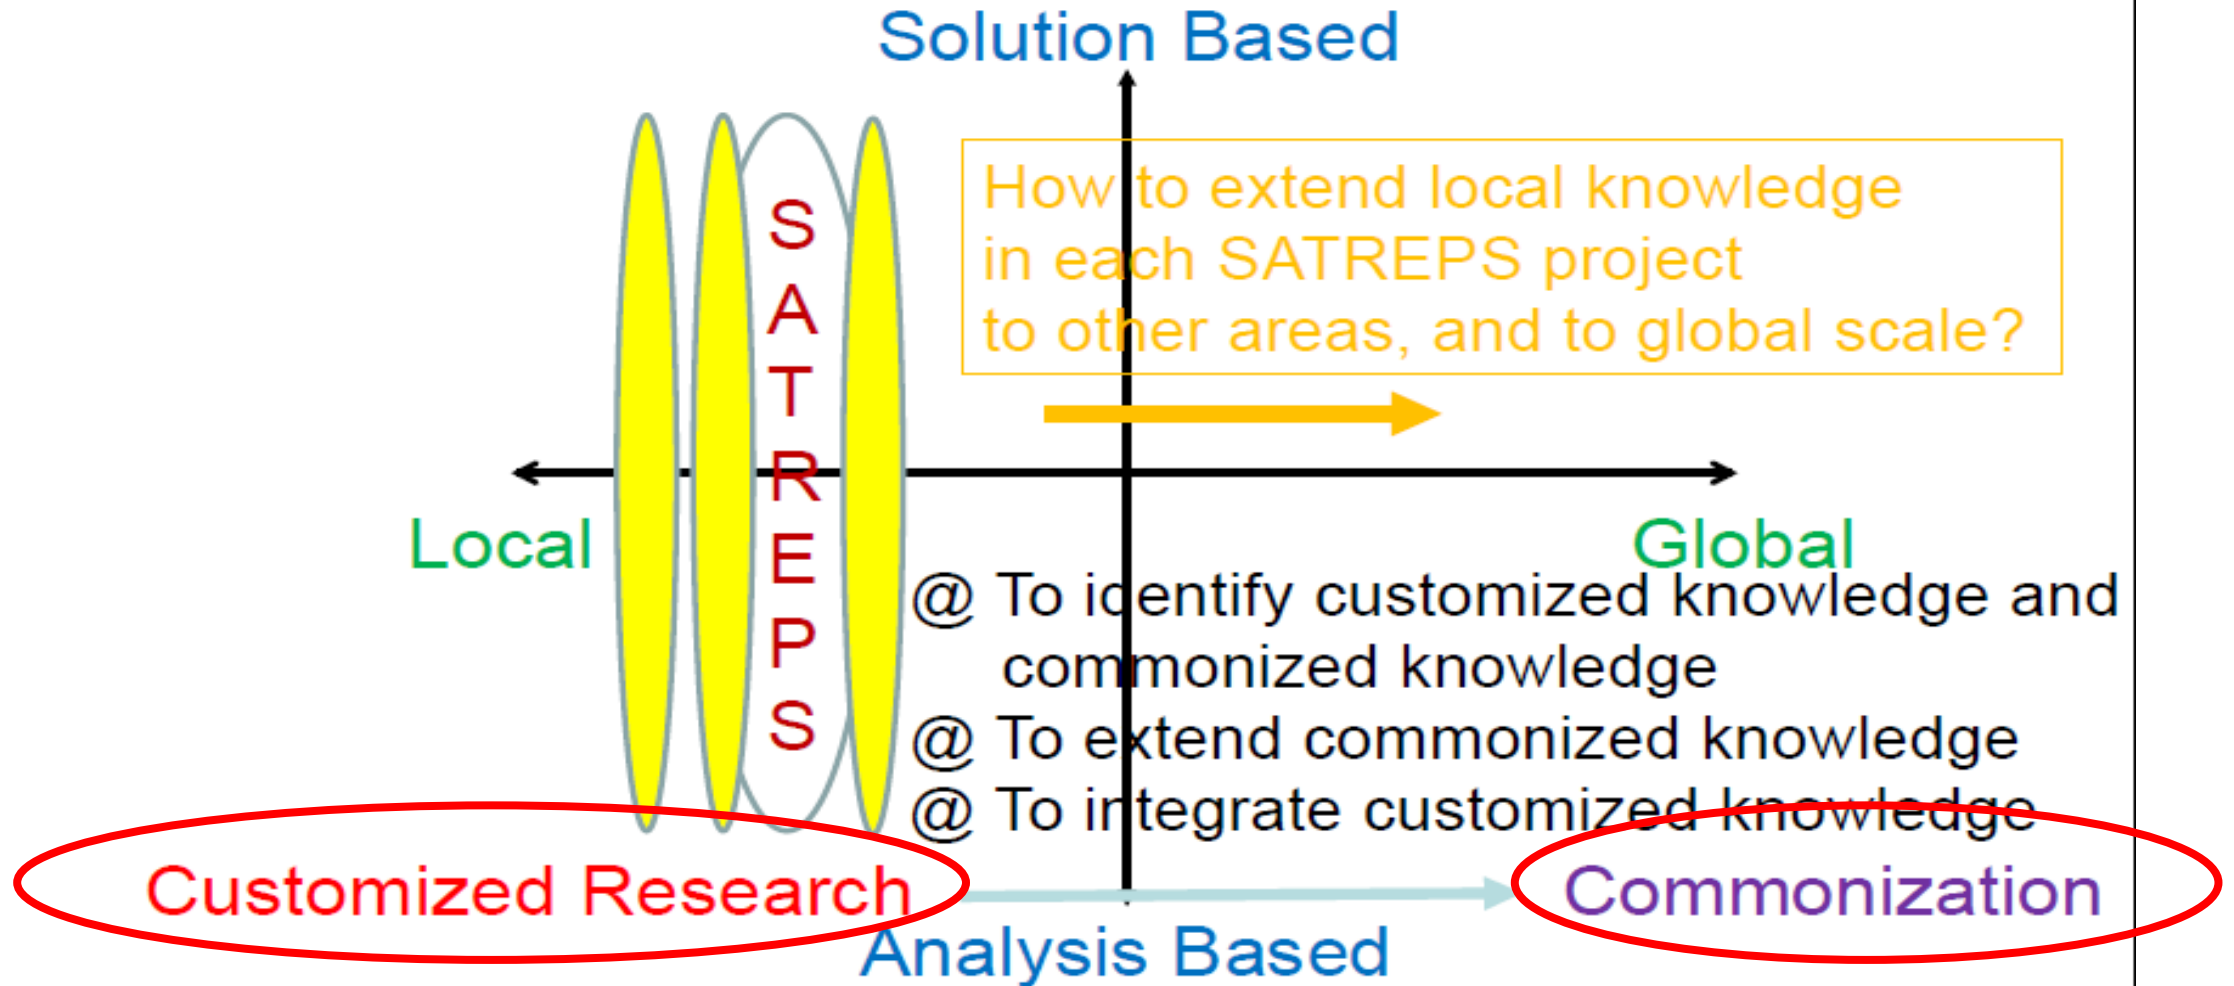 Solution Based
S
A
T
R
E
P
S
How to extend local knowledge
in each SATREPS project
to other areas, and to global scale?
Local
Global
@ To identify customized knowledge and
commonized knowledge
@ To extend commonized knowledge
@ To integrate customized knowledge
Customized Research
Commonization
Analysis Based